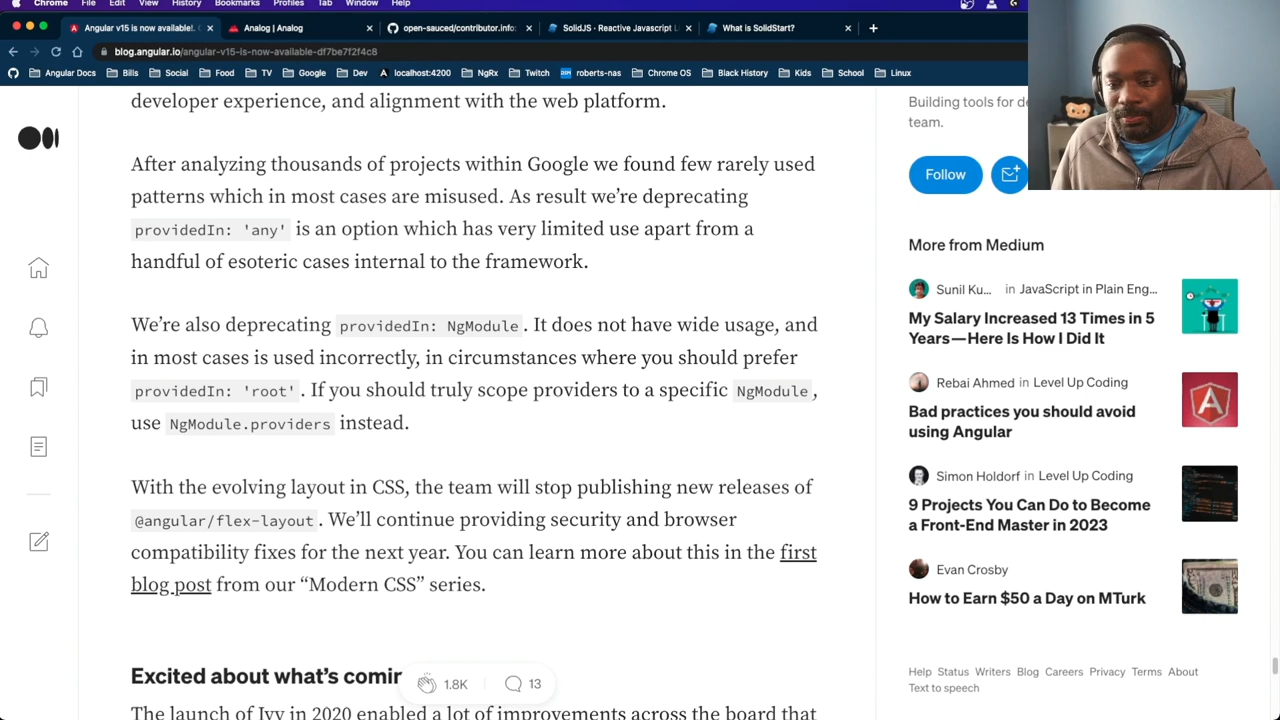 Chrome File Edit View History Bookmarks Profiles Tab Window Help
Angular v15 is now available!. ×
Analog | Analog ×
open-sauced/contributor.info: ×
SolidJS - Reactive Javascript L ×
What is SolidStart? ×
blog.angular.io/angular-v15-is-now-available-df7be7f2f4c8
Angular Docs Bills Social Food TV Google Dev localhost:4200 NgRx Twitch roberts-nas Chrome OS Black History Kids School Linux
developer experience, and alignment with the web platform.
After analyzing thousands of projects within Google we found few rarely used
patterns which in most cases are misused. As result we’re deprecating
providedIn: 'any' is an option which has very limited use apart from a
handful of esoteric cases internal to the framework.
We’re also deprecating providedIn: NgModule. It does not have wide usage, and
in most cases is used incorrectly, in circumstances where you should prefer
providedIn: 'root'. If you should truly scope providers to a specific NgModule,
use NgModule.providers instead.
With the evolving layout in CSS, the team will stop publishing new releases of
@angular/flex-layout. We’ll continue providing security and browser
compatibility fixes for the next year. You can learn more about this in the first
blog post from our “Modern CSS” series.
Excited about what’s comin
1.8K 13
The launch of Ivy in 2020 enabled a lot of improvements across the board that
Building tools for de
team.
Follow
More from Medium
Sunil Ku... in JavaScript in Plain Eng...
My Salary Increased 13 Times in 5
Years—Here Is How I Did It
Rebai Ahmed in Level Up Coding
Bad practices you should avoid
using Angular
Simon Holdorf in Level Up Coding
9 Projects You Can Do to Become
a Front-End Master in 2023
Evan Crosby
How to Earn $50 a Day on MTurk
Help Status Writers Blog Careers Privacy Terms About
Text to speech